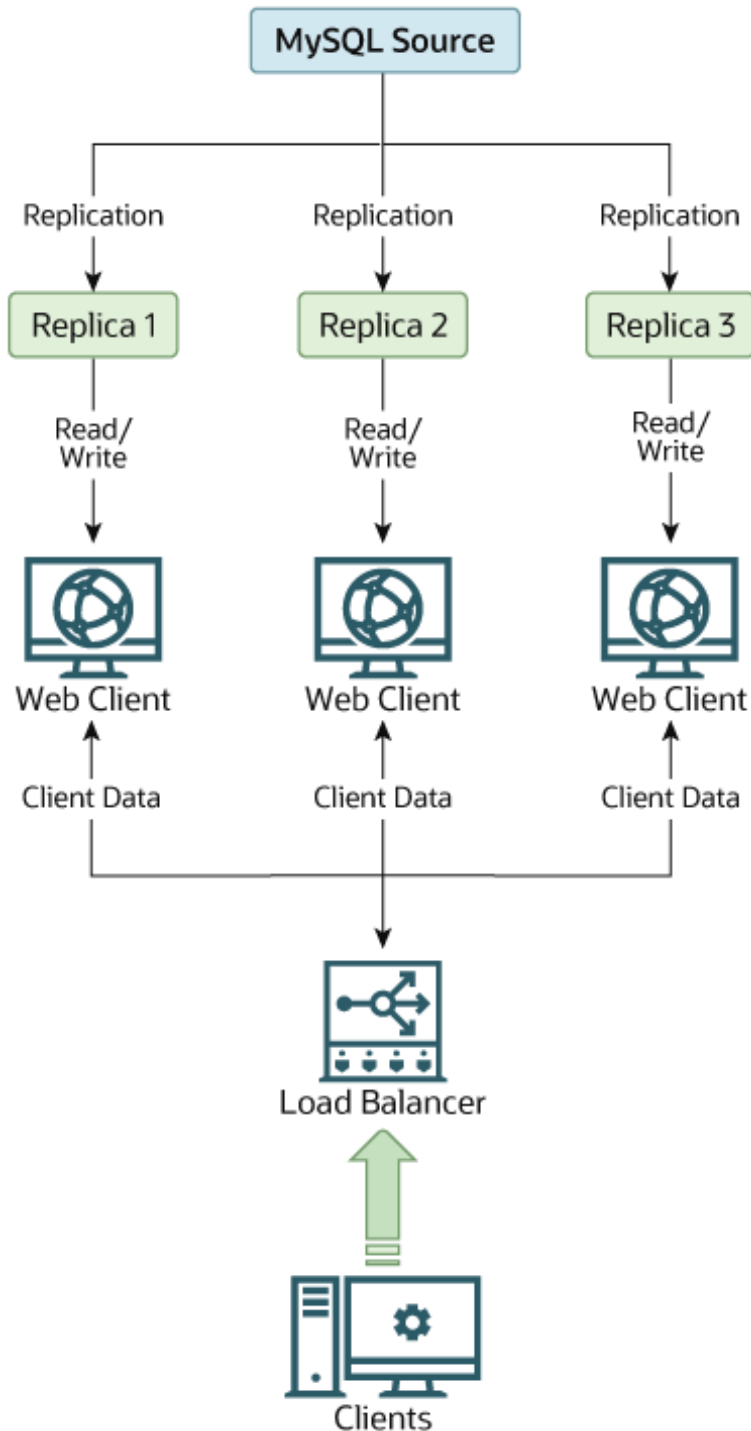 MySQL Source
Replication
Replication
Replication
Replica 1
Replica 2
Replica 3
Read/
Write
Read/
Write
Read/
Write
Web Client
Web Client
Web Client
Client Data
Client Data
Client Data
Load Balancer
Clients